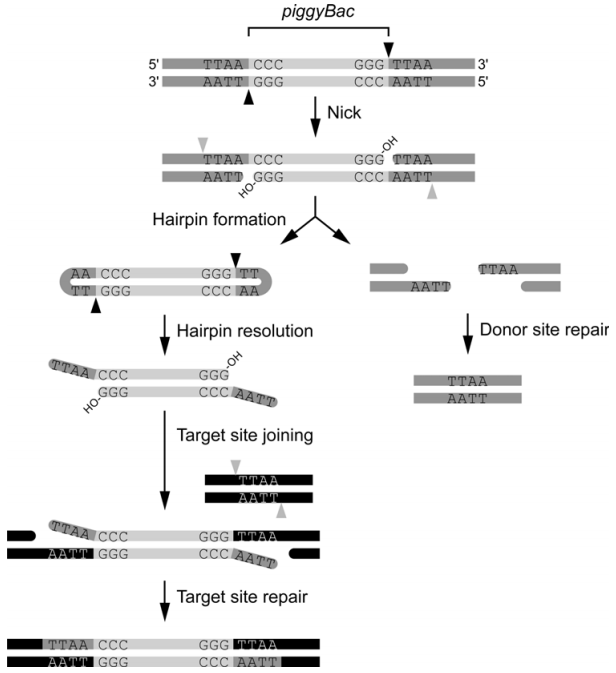 piggyBac
5' TTAA CCC GGG TTAA 3'
3' AATT GGG CCC AATT 5'
Nick
-OH
TTAA CCC GGG TTAA
AATT GGG CCC AATT
HO-
Hairpin formation
AA CCC GGG TT
TT GGG CCC AA
TTAA
AATT
Hairpin resolution
Donor site repair
-OH
TTAA CCC GGG
GGG CCC AATT
HO-
TTAA
AATT
Target site joining
TTAA
AATT
TTAA CCC GGG TTAA
AATT GGG CCC AATT
Target site repair
TTAA CCC GGG TTAA
AATT GGG CCC AATT